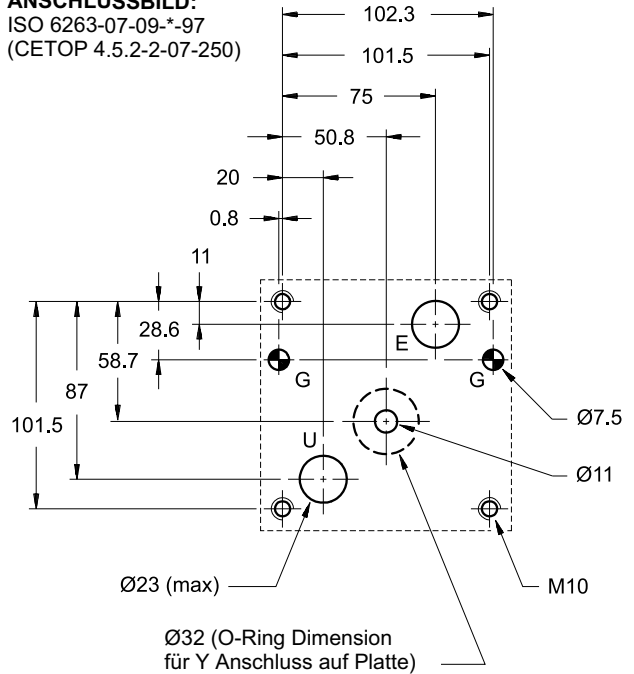 ANSCHLUSSBILD:
ISO 6263-07-09-*-97
(CETOP 4.5.2-2-07-250)
102.3
101.5
75
50.8
20
0.8
11
28.6
58.7
87
101.5
E
G
G
U
Ø7.5
Ø11
Ø23 (max)
M10
Ø32 (O-Ring Dimension
für Y Anschluss auf Platte)